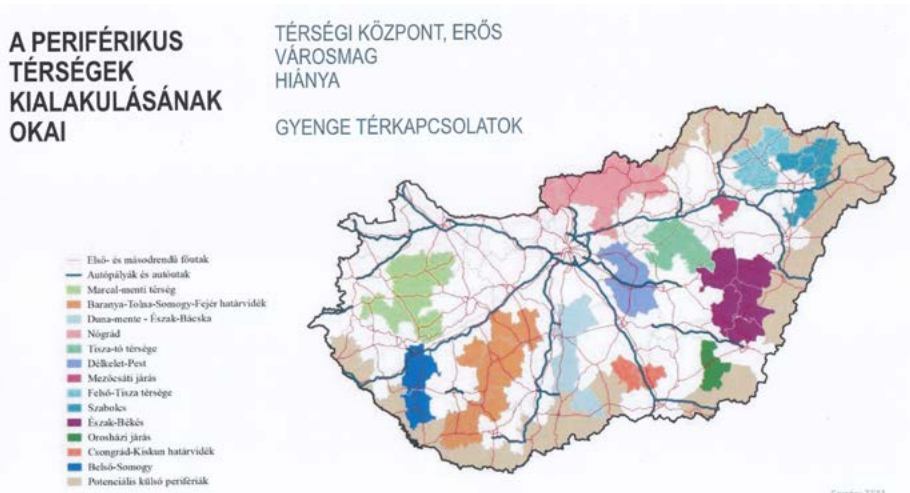 A PERIFÉRIKUS
TÉRSÉGEK
KIALAKULÁSÁNAK
OKAI
TÉRSÉGI KÖZPONT, ERŐS
VÁROSMAG
HIÁNYA
GYENGE TÉRKAPCSOLATOK
Első- és másodrendű főutak
Autópályák és autóutak
Marcal-menti térség
Baranya-Tolna-Somogy-Fejér határvidék
Duna-mente - Észak-Bácska
Nógrád
Tisza-tó térsége
Délkelet-Pest
Mezőcsáti járás
Felső-Tisza térsége
Szabolcs
Észak-Békés
Orosházi járás
Csongrád-Kiskun határvidék
Belső-Somogy
Potenciális külső perifériák